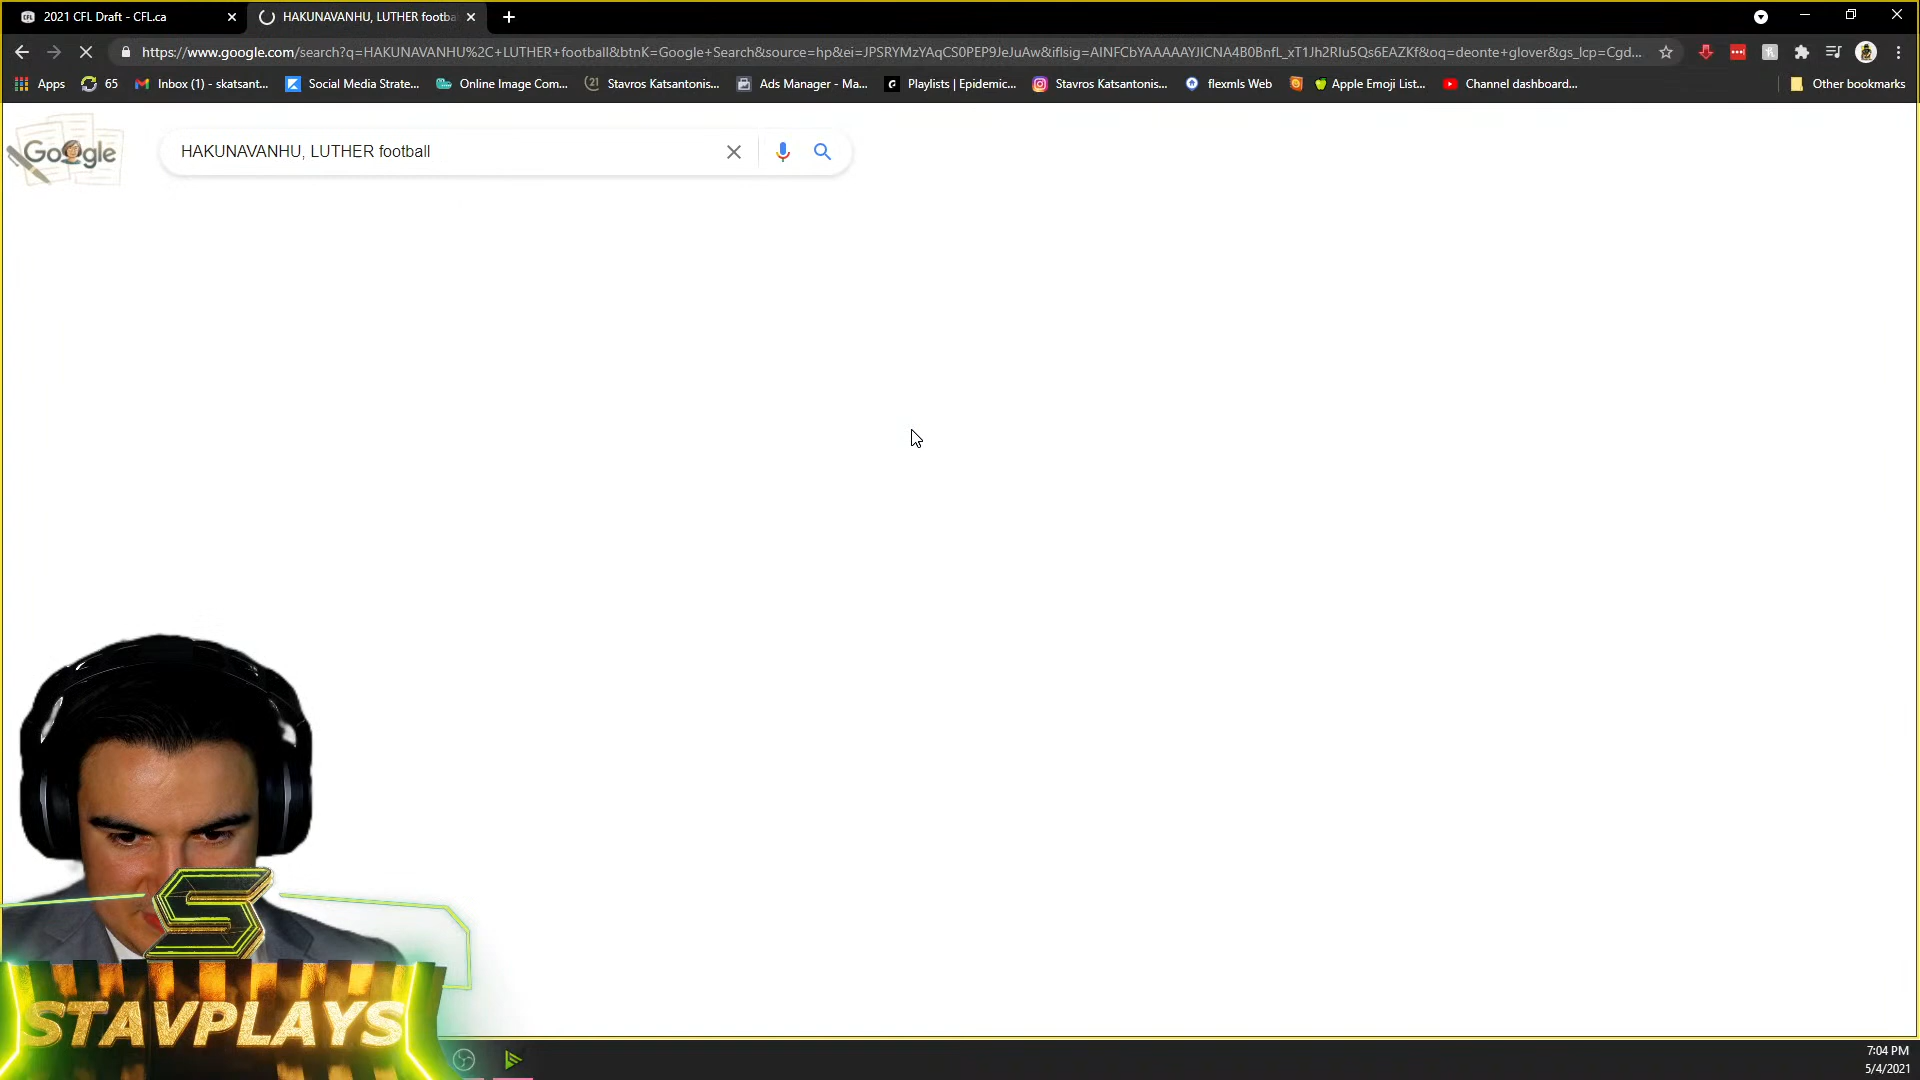 2021 CFL Draft - CFL.ca
HAKUNAVANHU, LUTHER footba
https://www.google.com/search?q=HAKUNAVANHU%2C+LUTHER+football&btnK=Google+Search&source=hp&ei=JPSRYMzYAqCS0PEP9JeJuAw&iflsig=AINFCbYAAAAAYJICNA4B0BnfL_xT1Jh2RIu5Qs6EAZKf&oq=deonte+glover&gs_lcp=Cgd...
Apps
65
Inbox (1) - skatsant...
Social Media Strate...
Online Image Com...
Stavros Katsantonis...
Ads Manager - Ma...
Playlists | Epidemic...
Stavros Katsantonis...
flexmls Web
Apple Emoji List...
Channel dashboard...
Other bookmarks
Google
HAKUNAVANHU, LUTHER football
S
STAVPLAYS
7:04 PM
5/4/2021